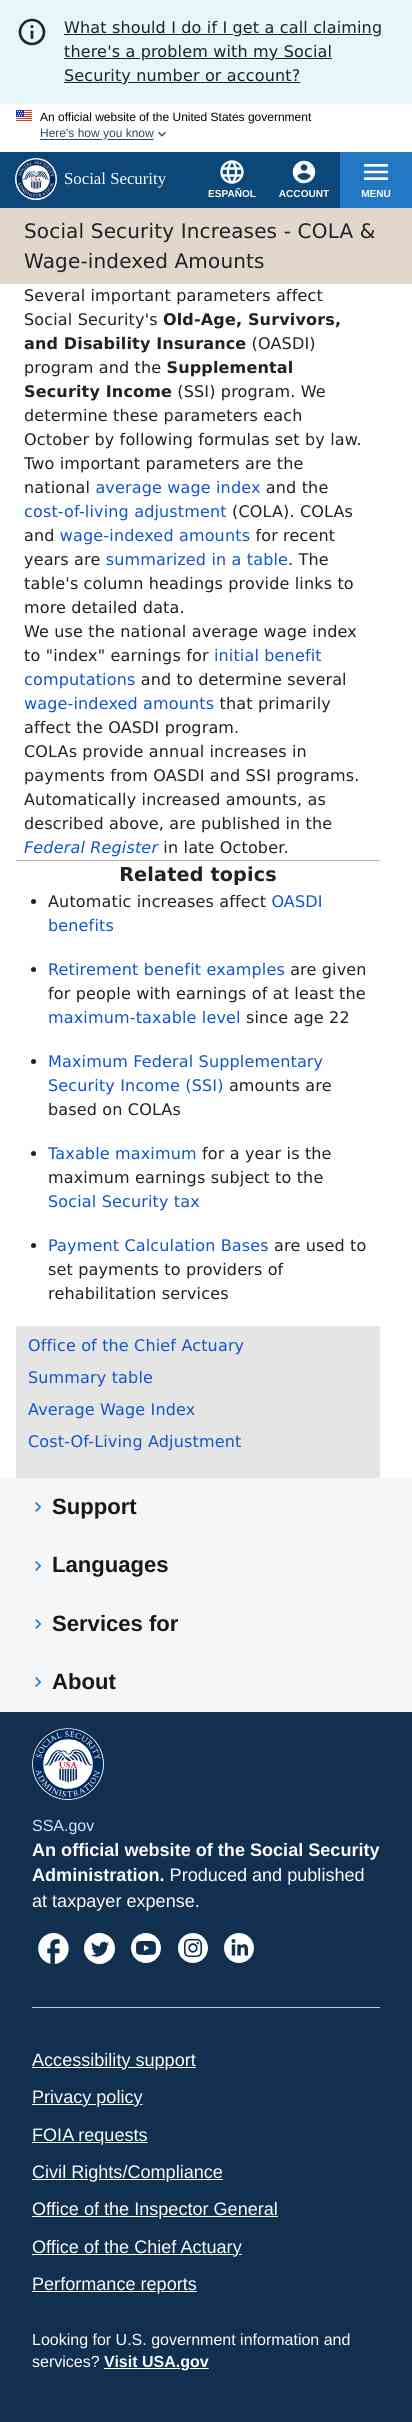 What should I do if I get a call claiming
there's a problem with my Social
Security number or account?
An official website of the United States government
Here's how you know
Social Security
ESPAÑOL
ACCOUNT
MENU
Social Security Increases - COLA &
Wage-indexed Amounts
Several important parameters affect
Social Security's Old-Age, Survivors,
and Disability Insurance (OASDI)
program and the Supplemental
Security Income (SSI) program. We
determine these parameters each
October by following formulas set by law.
Two important parameters are the
national average wage index and the
cost-of-living adjustment (COLA). COLAs
and wage-indexed amounts for recent
years are summarized in a table. The
table's column headings provide links to
more detailed data.
We use the national average wage index
to "index" earnings for initial benefit
computations and to determine several
wage-indexed amounts that primarily
affect the OASDI program.
COLAs provide annual increases in
payments from OASDI and SSI programs.
Automatically increased amounts, as
described above, are published in the
Federal Register in late October.
Related topics
• Automatic increases affect OASDI
benefits
• Retirement benefit examples are given
for people with earnings of at least the
maximum-taxable level since age 22
• Maximum Federal Supplementary
Security Income (SSI) amounts are
based on COLAs
• Taxable maximum for a year is the
maximum earnings subject to the
Social Security tax
• Payment Calculation Bases are used to
set payments to providers of
rehabilitation services
Office of the Chief Actuary
Summary table
Average Wage Index
Cost-Of-Living Adjustment
Support
Languages
Services for
About
SOCIAL SECURITY ADMINISTRATION
USA
SSA.gov
An official website of the Social Security
Administration. Produced and published
at taxpayer expense.
Accessibility support
Privacy policy
FOIA requests
Civil Rights/Compliance
Office of the Inspector General
Office of the Chief Actuary
Performance reports
Looking for U.S. government information and
services? Visit USA.gov